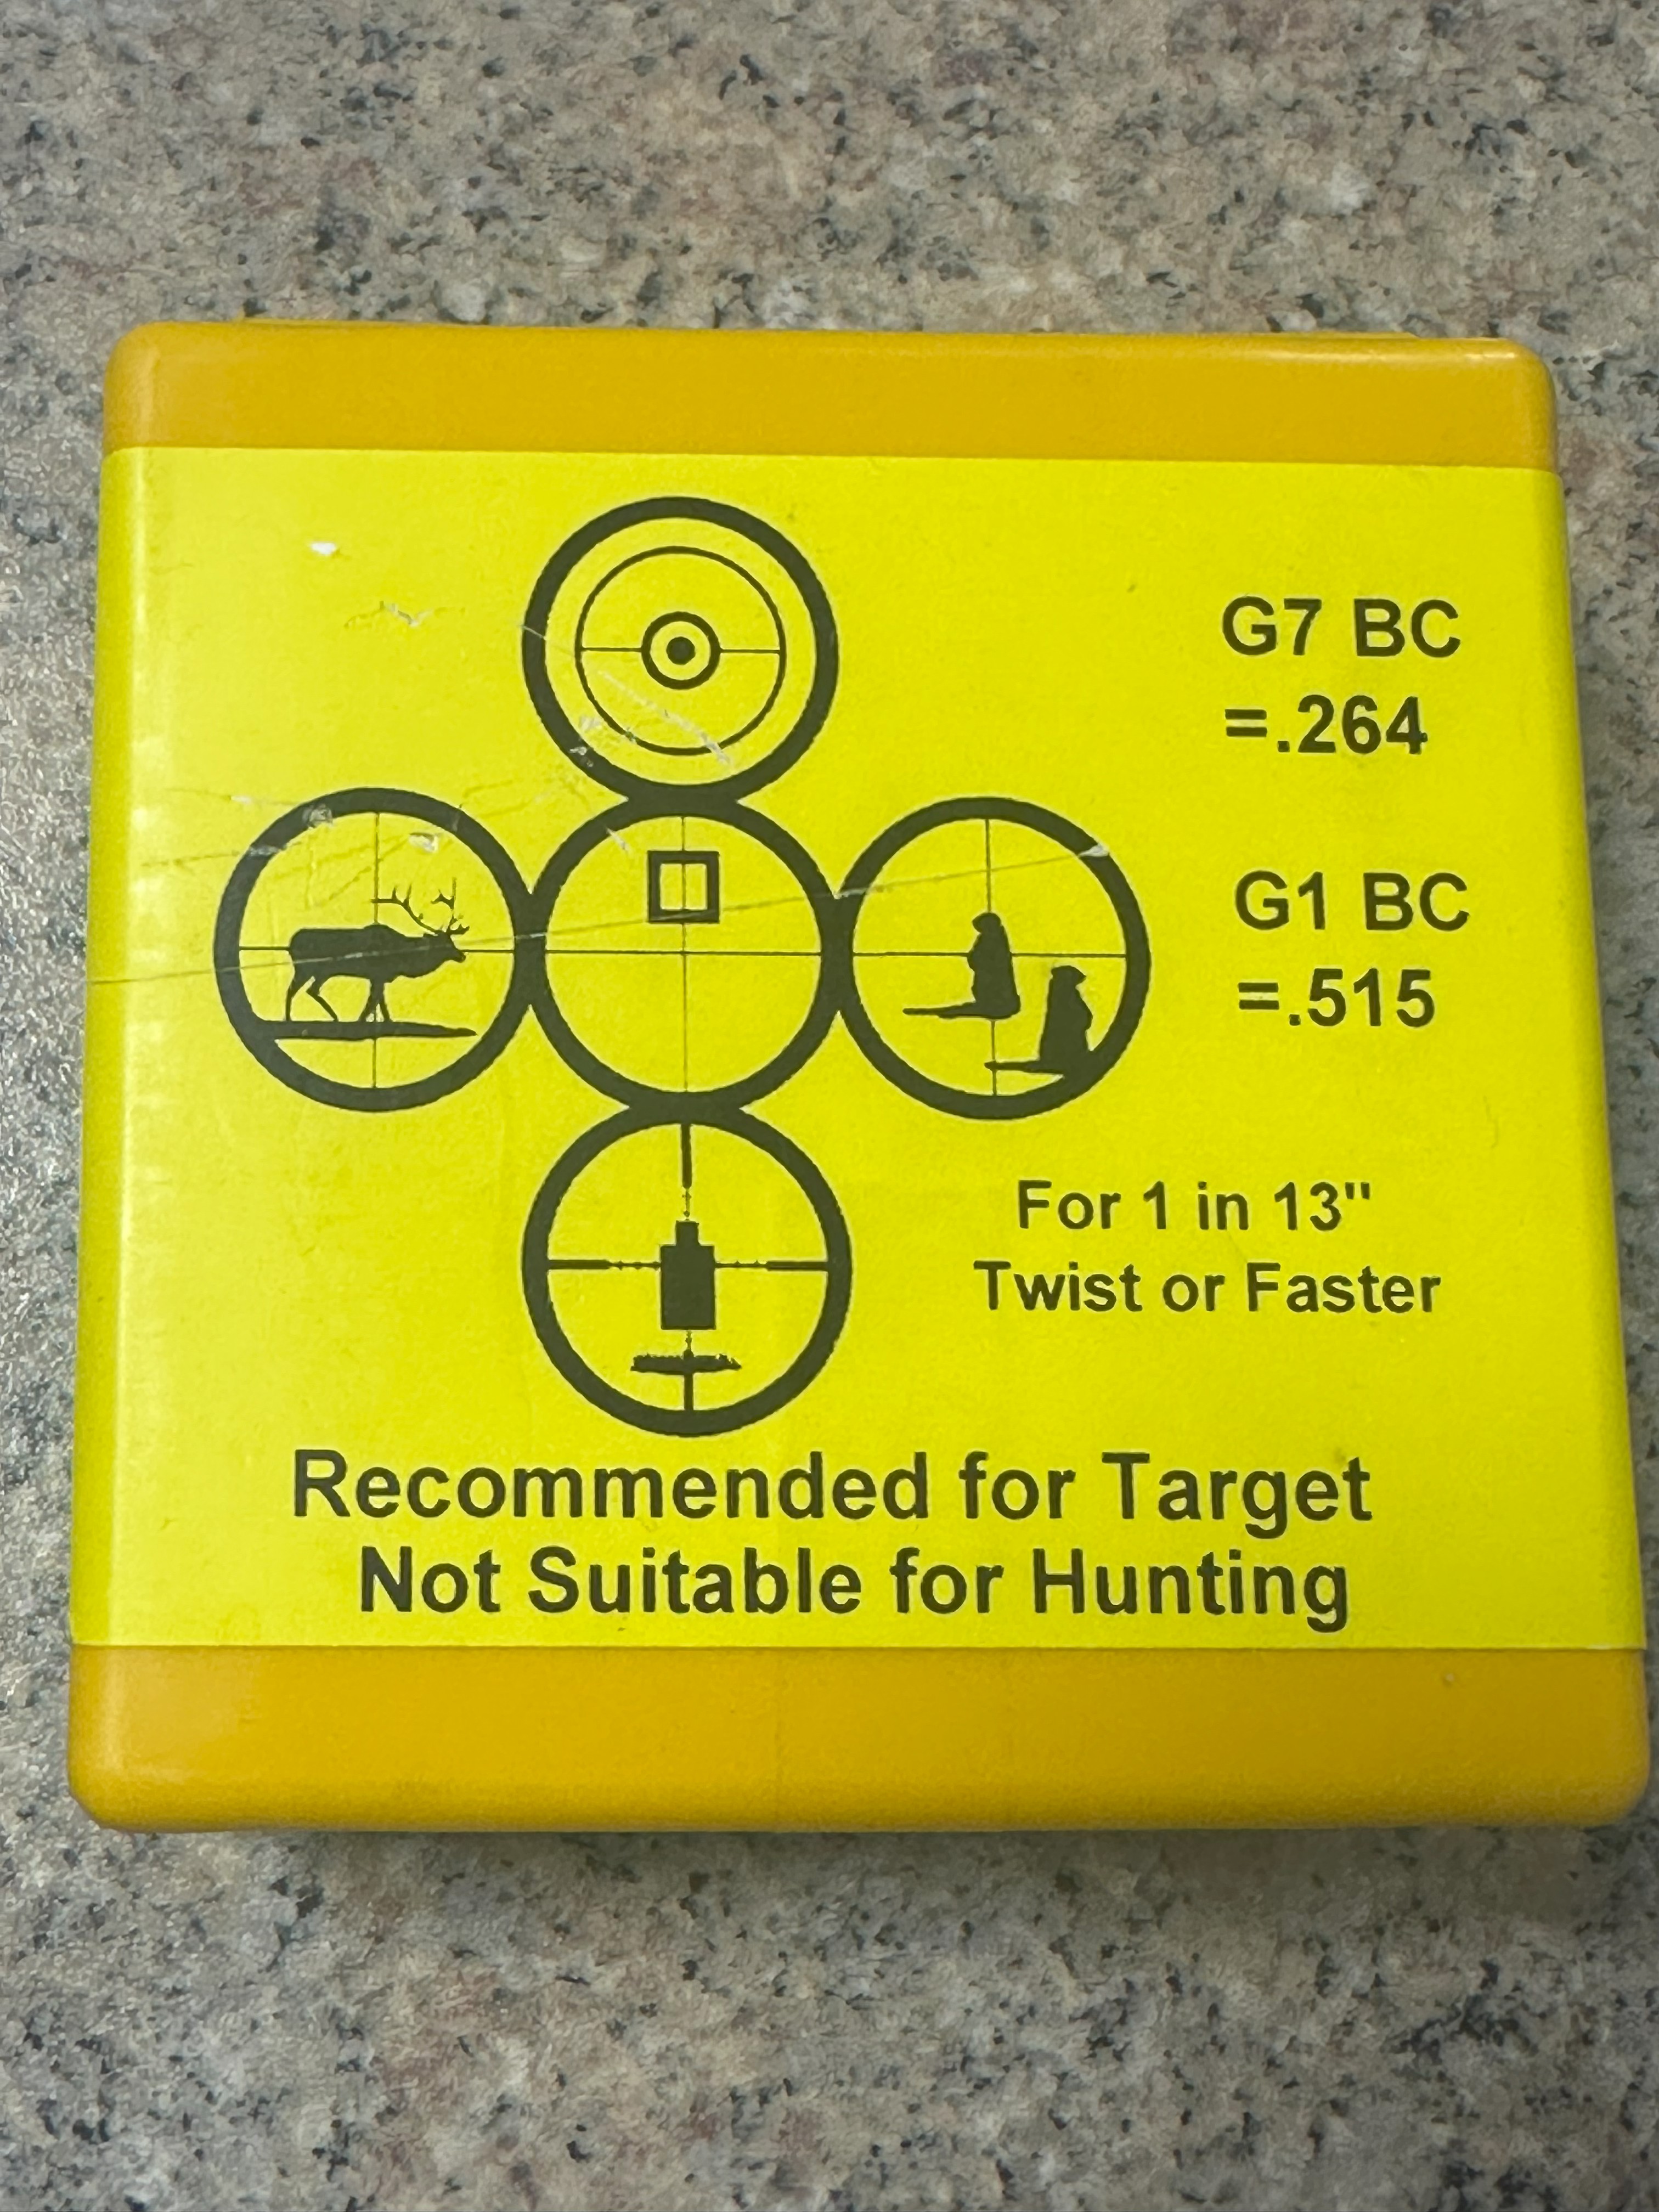 G7 BC
=.264
G1 BC
=.515
For 1 in 13"
Twist or Faster
Recommended for Target
Not Suitable for Hunting